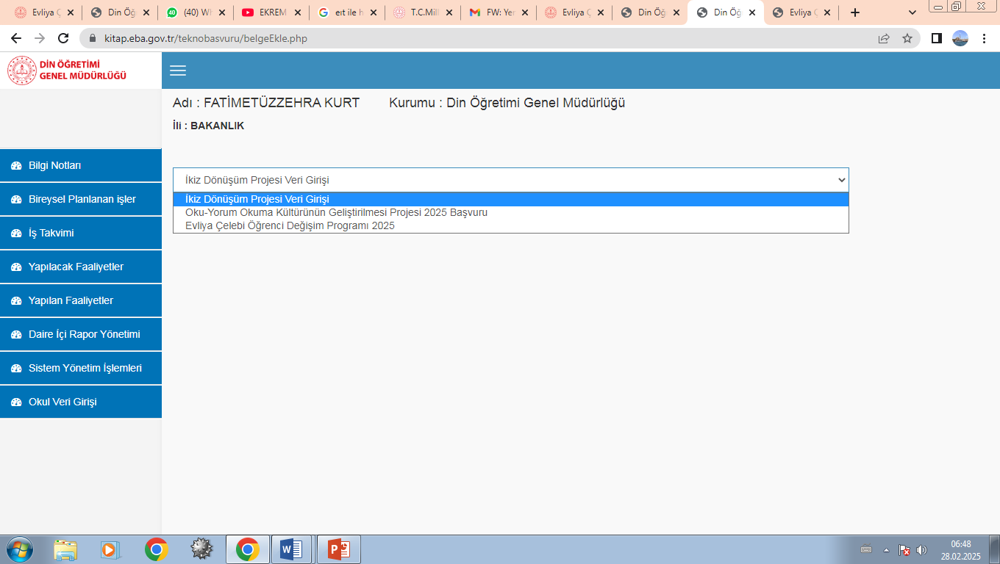 Evliya Ç
Din Öğ
(40) Wh
EKREM
eıt ile h
T.C.Mill
FW: Yer
Evliya Ç
Din Öğ
Din Öğ
Evliya Ç
kitap.eba.gov.tr/teknobasvuru/belgeEkle.php
DİN ÖĞRETİMİ
GENEL MÜDÜRLÜĞÜ
Adı : FATİMETÜZZEHRA KURT Kurumu : Din Öğretimi Genel Müdürlüğü
İli : BAKANLIK
Bilgi Notları
Bireysel Planlanan işler
İş Takvimi
Yapılacak Faaliyetler
Yapılan Faaliyetler
Daire İçi Rapor Yönetimi
Sistem Yönetim İşlemleri
Okul Veri Girişi
İkiz Dönüşüm Projesi Veri Girişi
İkiz Dönüşüm Projesi Veri Girişi
Oku-Yorum Okuma Kültürünün Geliştirilmesi Projesi 2025 Başvuru
Evliya Çelebi Öğrenci Değişim Programı 2025
06:48
28.02.2025